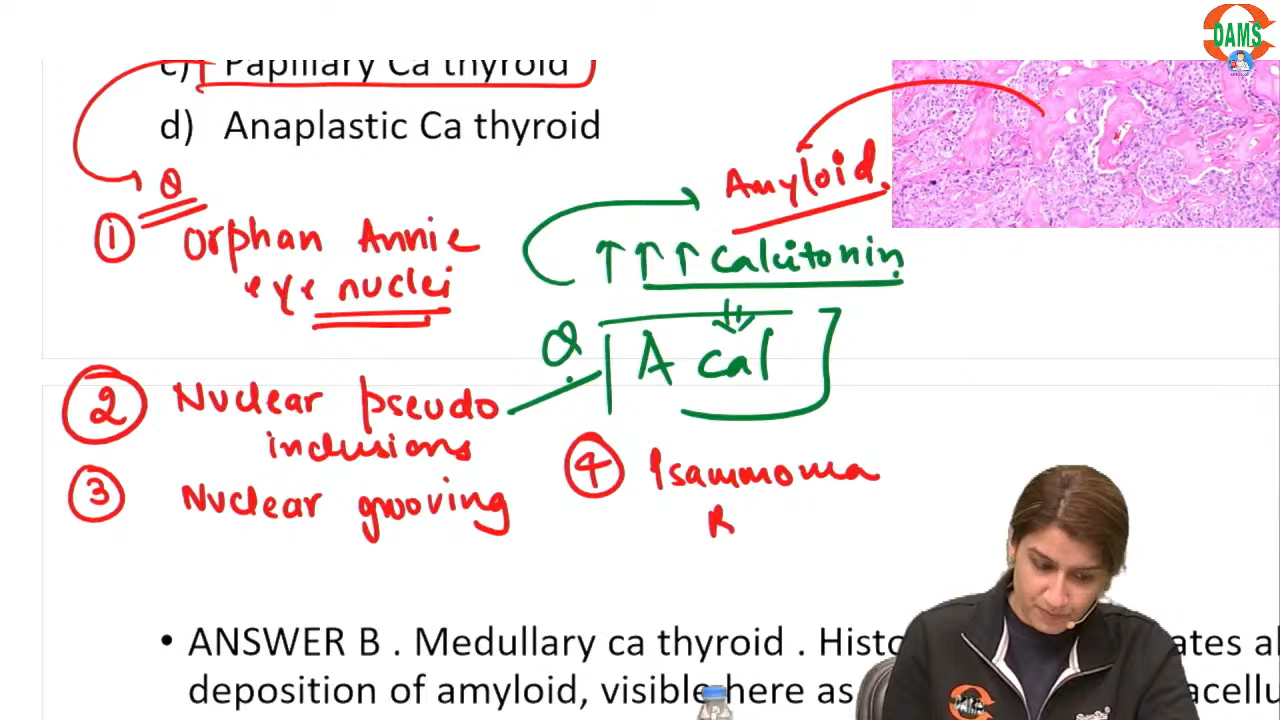 DAMS
c) Papillary Ca thyroid
d) Anaplastic Ca thyroid
Amyloid
Q
① Orphan Annie
eye nuclei
↑↑↑ calcitonin
Q A cal
② Nuclear pseudo
inclusions
③ Nuclear grooving
④ Psammoma
• ANSWER B . Medullary ca thyroid . Histo
deposition of amyloid, visible here as
DAMS